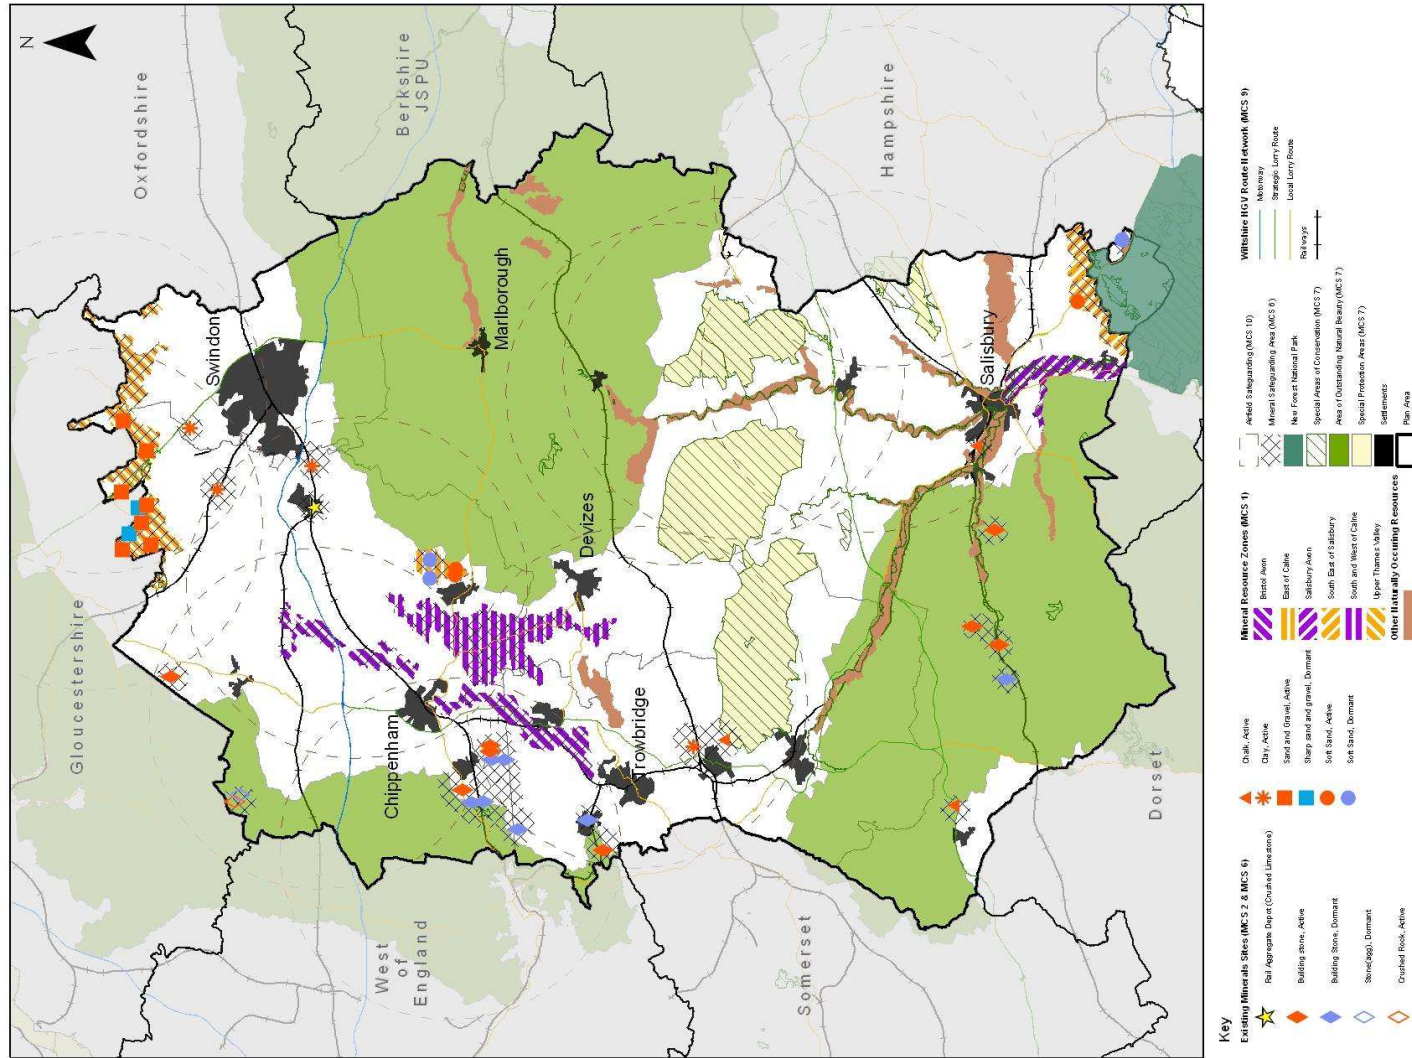 N
Oxfordshire
Gloucestershire
Berkshire
JSPU
Swindon
Marlborough
Hampshire
Chippenham
Devizes
West
of
England
Trowbridge
Salisbury
Somerset
Dorset
Key
Existing Minerals Sites (MCS 2 & MCS 6)
Rail Aggregate Depot (Crushed Limestone)
Building stone, Active
Building Stone, Dormant
Stone(agg), Dormant
Crushed Rock, Active
Chalk, Active
Clay, Active
Sand and Gravel, Active
Sharp sand and gravel, Dormant
Soft Sand, Active
Soft Sand, Dormant
Mineral Resource Zones (MCS 1)
Bristol Avon
East of Calne
Salisbury Avon
South East of Salisbury
South and West of Calne
Upper Thames Valley
Other Naturally Occuring Resources
Airfield Safeguarding (MCS 10)
Mineral Safeguarding Area (MCS 6)
New Forest National Park
Special Areas of Conservation (MCS 7)
Area of Outstanding Natural Beauty (MCS 7)
Special Protection Areas (MCS 7)
Settlements
Plan Area
Wiltshire HGV Route Network (MCS 9)
Motorway
Strategic Lorry Route
Local Lorry Route
Railways